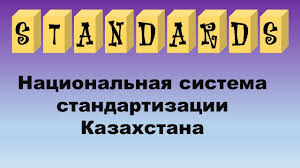 STANDARDS
Национальная система
стандартизации
Казахстана